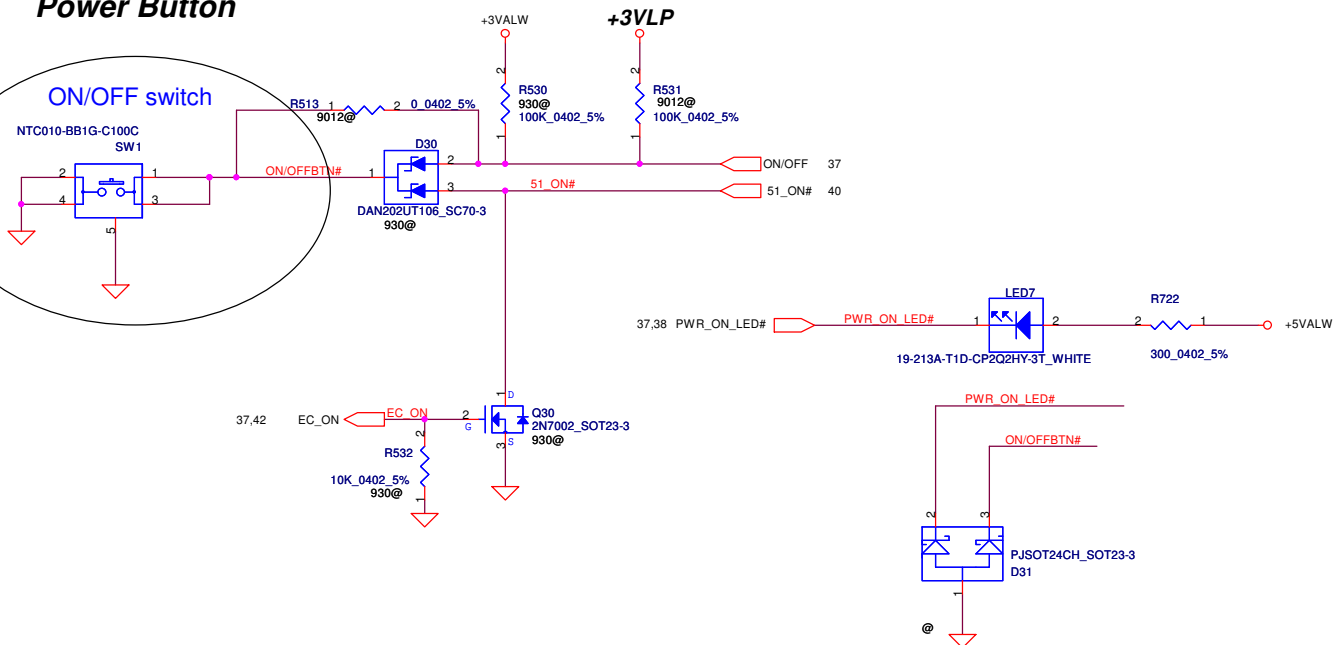 Power Button
+3VALW
+3VLP
ON/OFF switch
NTC010-BB1G-C100C
SW1
2
4
1
3
5
R513
9012@
1
2
0_0402_5%
ON/OFFBTN#
D30
1
2
3
DAN202UT106_SC70-3
930@
2
R530
930@
100K_0402_5%
1
2
R531
9012@
100K_0402_5%
1
ON/OFF 37
51_ON#
51_ON# 40
37,38 PWR_ON_LED#
PWR_ON_LED#
LED7
1
2
19-213A-T1D-CP2Q2HY-3T_WHITE
R722
2
1
300_0402_5%
+5VALW
37,42 EC_ON
EC_ON
2
G
1
D
3
S
Q30
2N7002_SOT23-3
930@
2
R532
10K_0402_5%
930@
1
PWR_ON_LED#
ON/OFFBTN#
2
3
PJSOT24CH_SOT23-3
D31
1
@